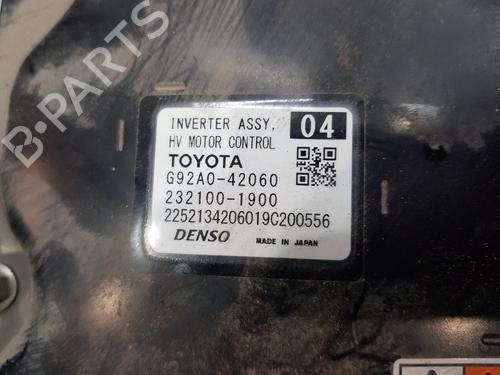 B-Parts
INVERTER ASSY, 04
HV MOTOR CONTROL
TOYOTA
G92A0-42060
232100-1900
2252134206019C200556
DENSO MADE IN JAPAN